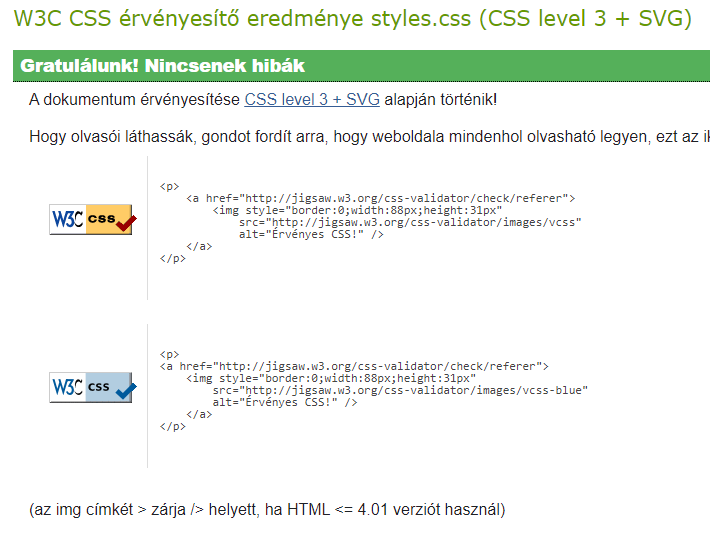 W3C CSS érvényesítő eredménye styles.css (CSS level 3 + SVG)
Gratulálunk! Nincsenek hibák
A dokumentum érvényesítése CSS level 3 + SVG alapján történik!
Hogy olvasói láthassák, gondot fordít arra, hogy weboldala mindenhol olvasható legyen, ezt az
W3C css
<p>
<a href="http://jigsaw.w3.org/css-validator/check/referer">
<img style="border:0;width:88px;height:31px"
src="http://jigsaw.w3.org/css-validator/images/vcss"
alt="Érvényes CSS!" />
</a>
</p>
W3C css
<p>
<a href="http://jigsaw.w3.org/css-validator/check/referer">
<img style="border:0;width:88px;height:31px"
src="http://jigsaw.w3.org/css-validator/images/vcss-blue"
alt="Érvényes CSS!" />
</a>
</p>
(az img címkét > zárja /> helyett, ha HTML <= 4.01 verziót használ)